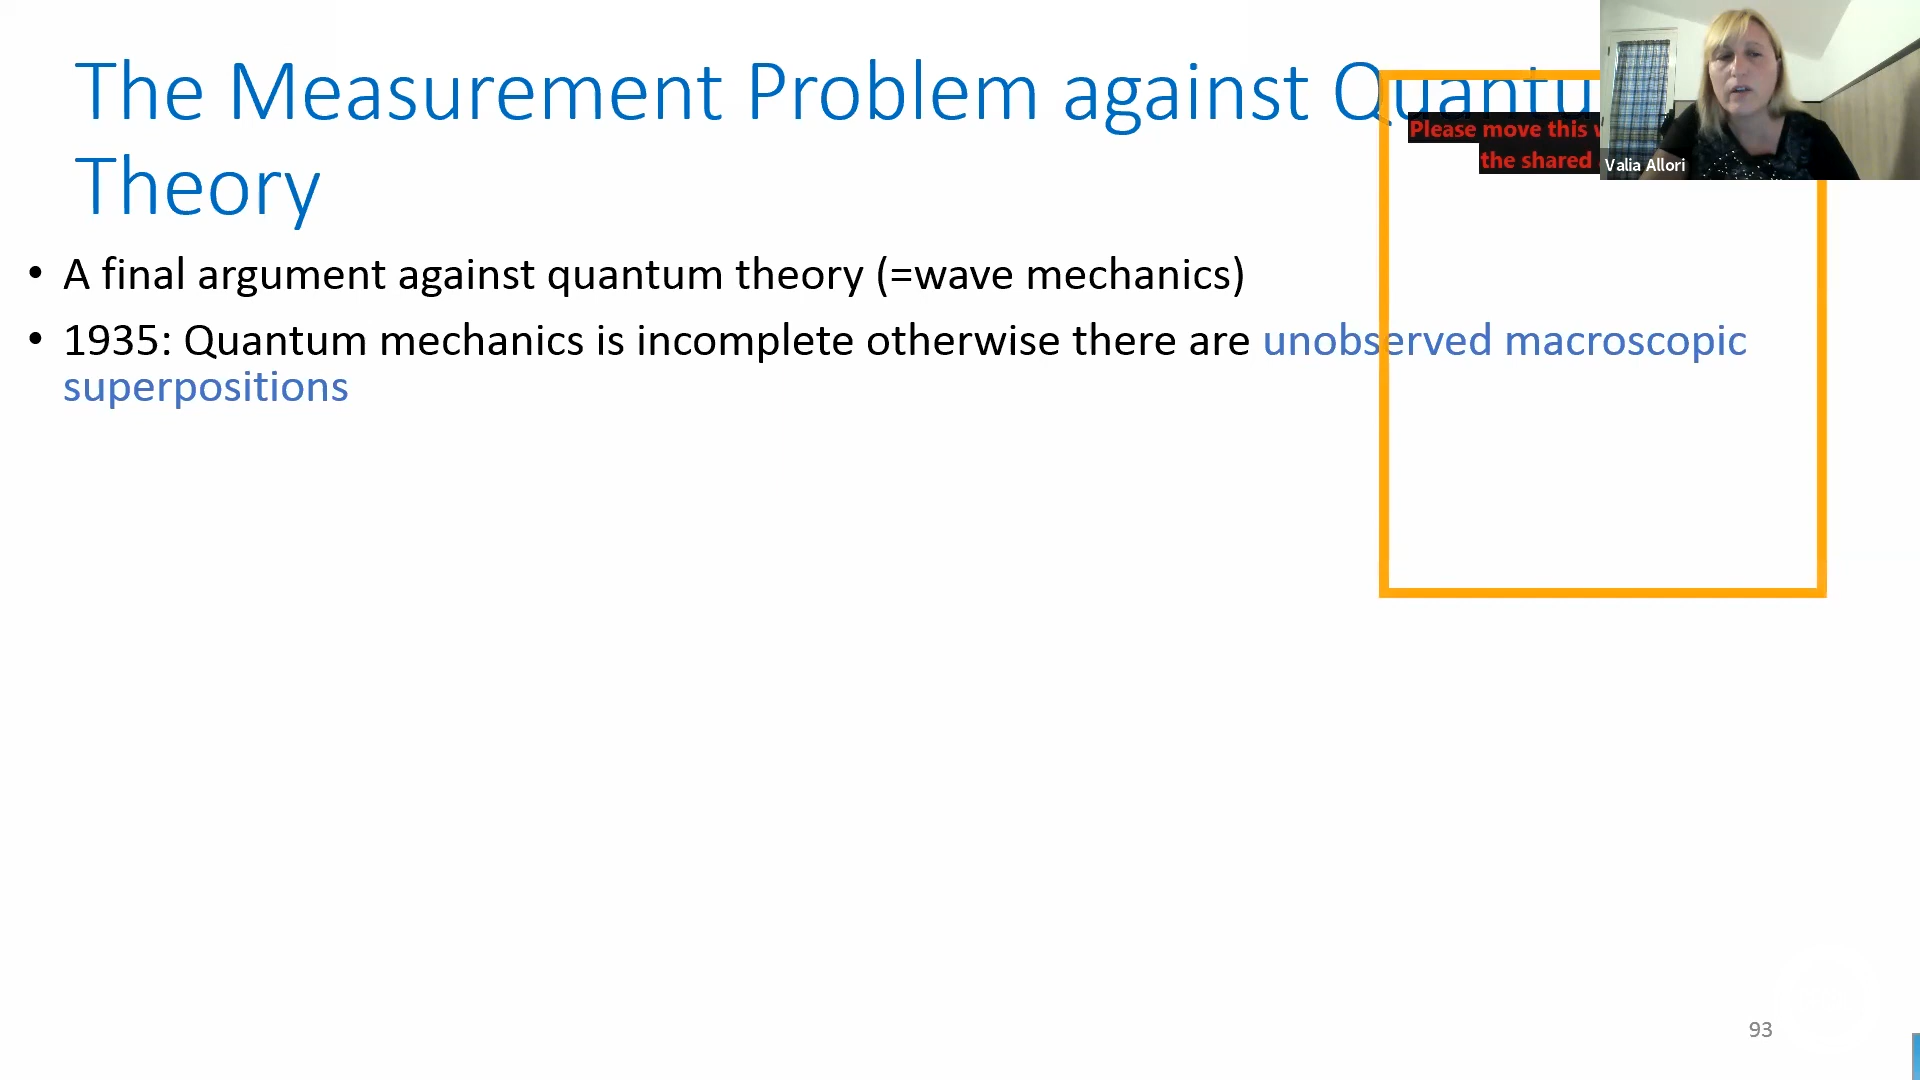 The Measurement Problem against Quantu
Theory
Please move this
the shared
Valia Allori
• A final argument against quantum theory (=wave mechanics)
• 1935: Quantum mechanics is incomplete otherwise there are unobserved macroscopic
superpositions
93